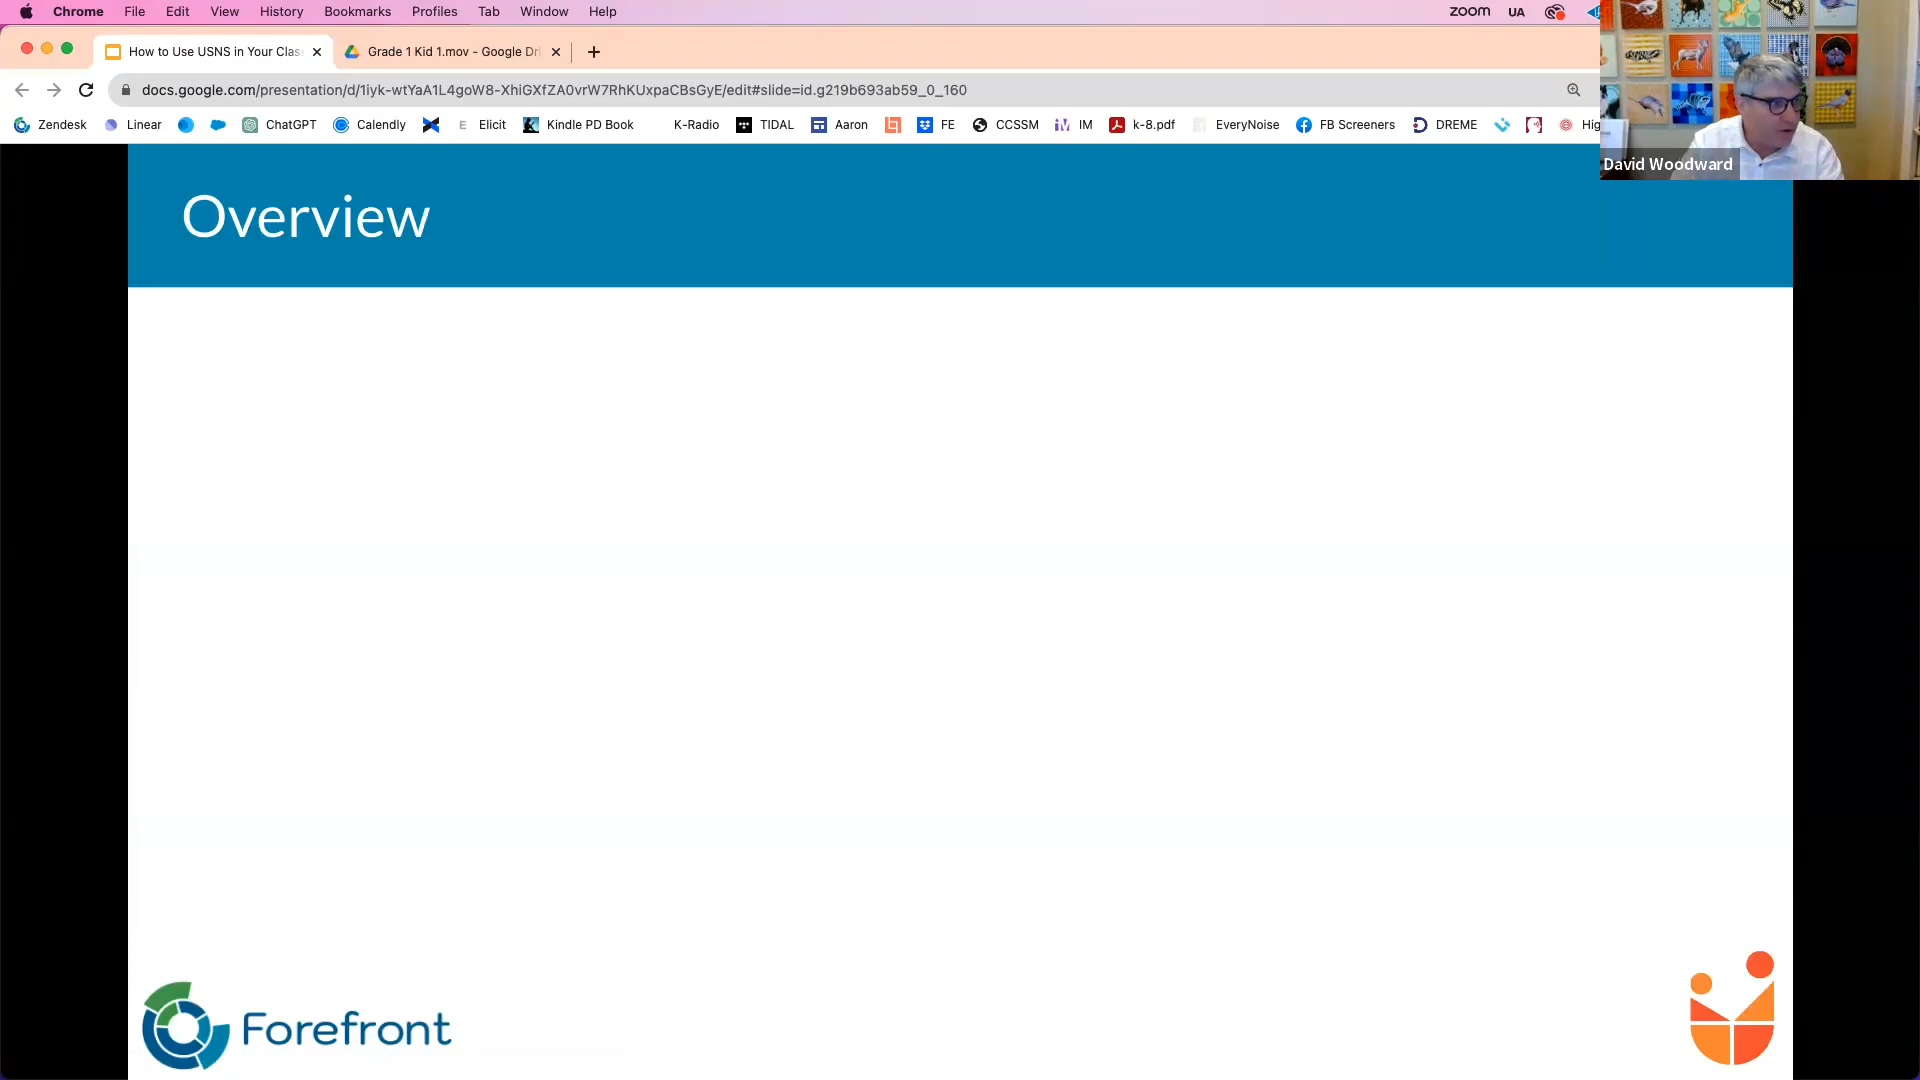 Chrome File Edit View History Bookmarks Profiles Tab Window Help zoom UA
How to Use USNS in Your Clas Grade 1 Kid 1.mov - Google Dri
docs.google.com/presentation/d/1iyk-wtYaA1L4goW8-XhiGXfZA0vrW7RhKUxpaCBsGyE/edit#slide=id.g219b693ab59_0_160
Zendesk Linear ChatGPT Calendly E Elicit Kindle PD Book K-Radio TIDAL Aaron FE CCSSM IM k-8.pdf EveryNoise FB Screeners DREME Hig
David Woodward
Overview
Forefront